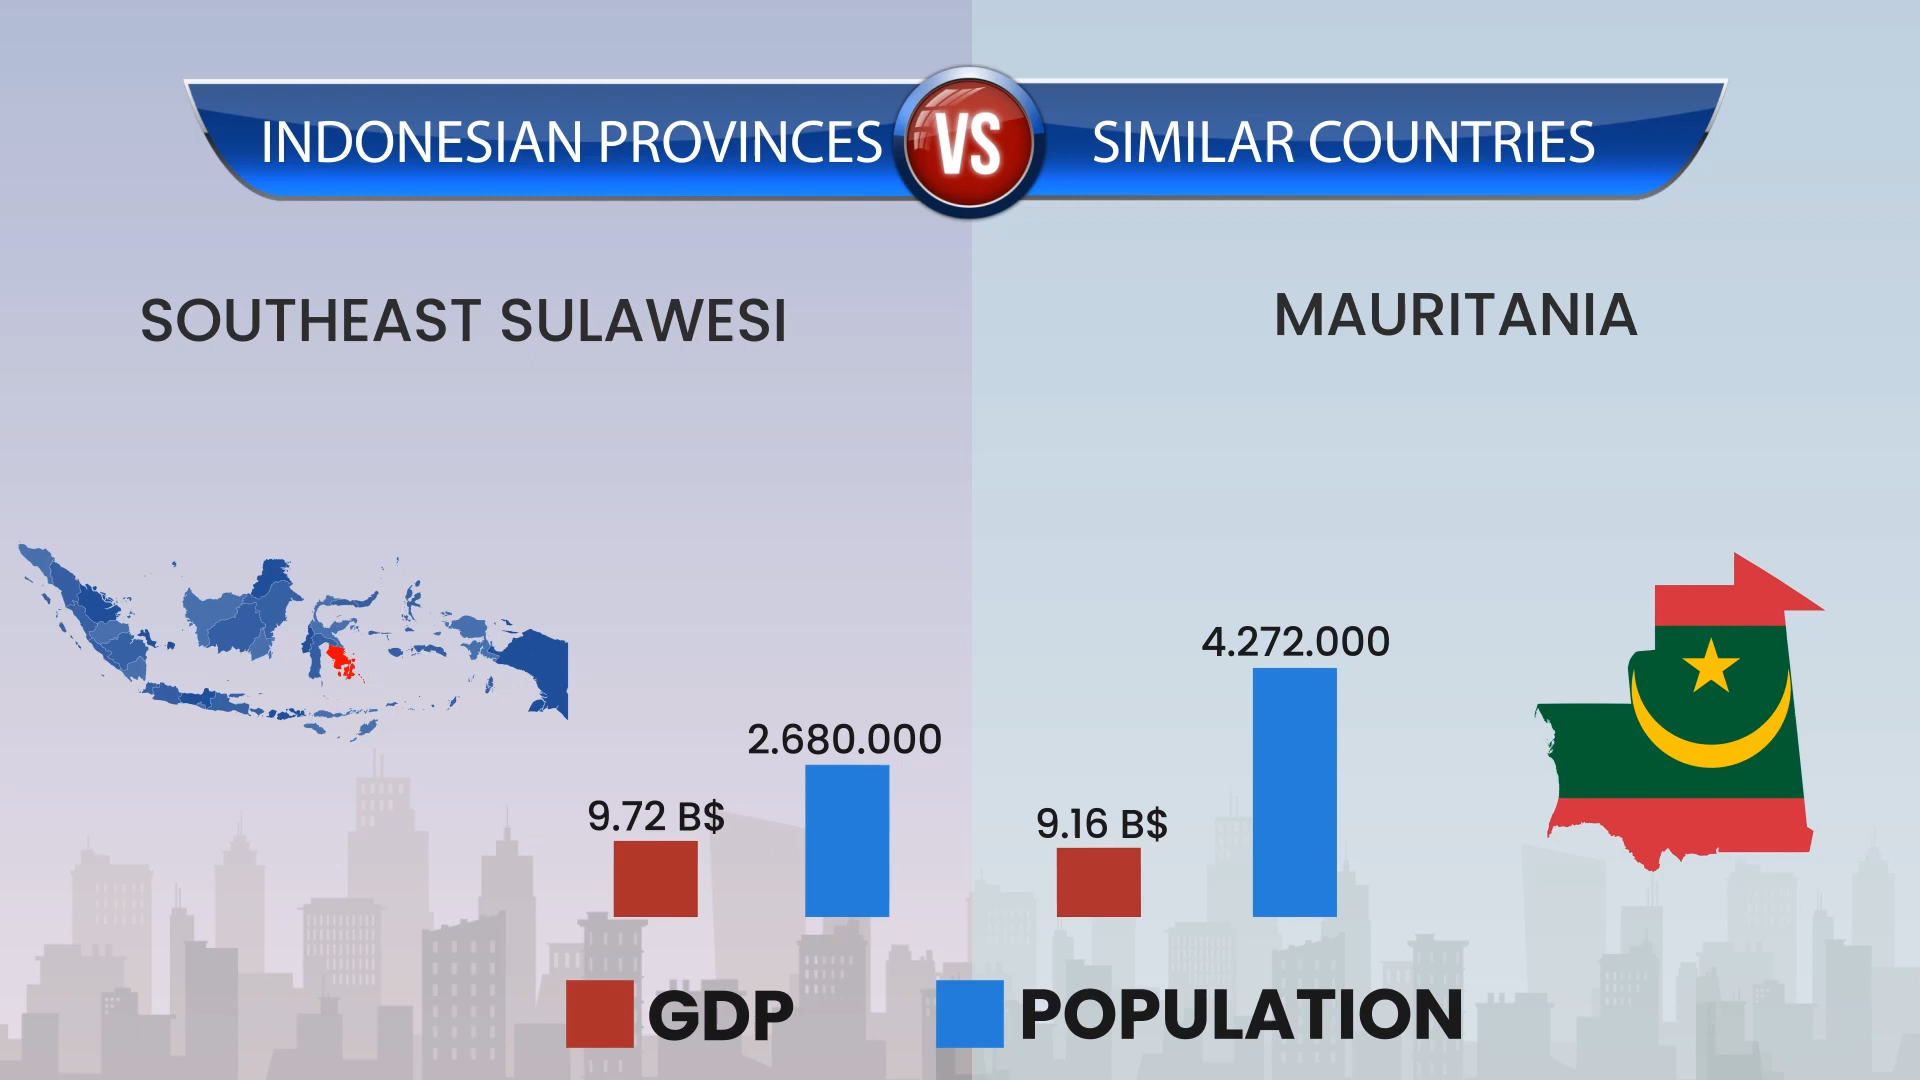 INDONESIAN PROVINCES VS SIMILAR COUNTRIES
SOUTHEAST SULAWESI
MAURITANIA
2.680.000
9.72 B$
4.272.000
9.16 B$
GDP
POPULATION